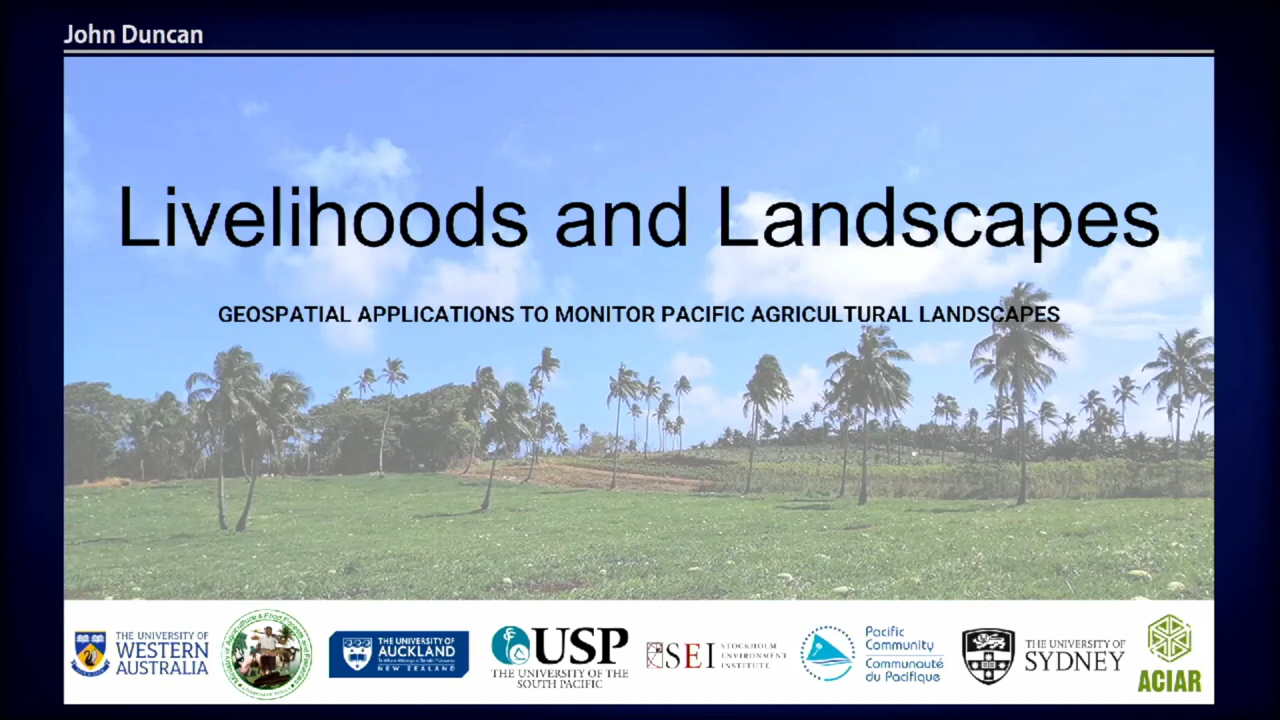 John Duncan
Livelihoods and Landscapes
GEOSPATIAL APPLICATIONS TO MONITOR PACIFIC AGRICULTURAL LANDSCAPES
THE UNIVERSITY OF
WESTERN
AUSTRALIA
THE UNIVERSITY OF
AUCKLAND
NEW ZEALAND
USP
THE UNIVERSITY OF THE
SOUTH PACIFIC
SEI
STOCKHOLM
ENVIRONMENT
INSTITUTE
Pacific
Community
Communauté
du Pacifique
THE UNIVERSITY OF
SYDNEY
ACIAR